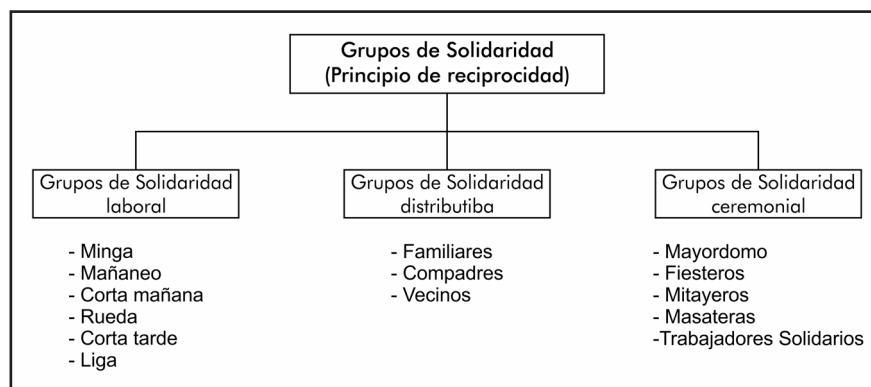 Grupos de Solidaridad
(Principio de reciprocidad)
Grupos de Solidaridad
laboral
- Minga
- Mañaneo
- Corta mañana
- Rueda
- Corta tarde
- Liga
Grupos de Solidaridad
distributiba
- Familiares
- Compadres
- Vecinos
Grupos de Solidaridad
ceremonial
- Mayordomo
- Fiesteros
- Mitayeros
- Masateras
-Trabajadores Solidarios